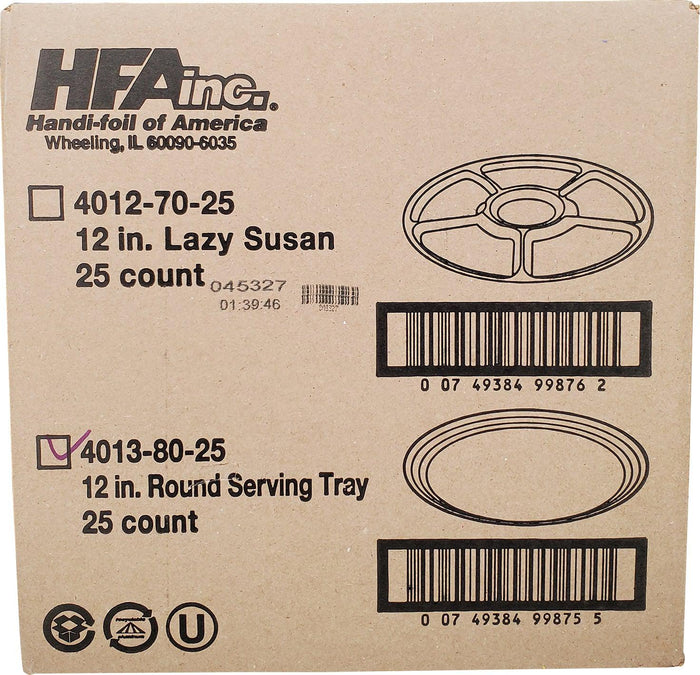 HFAinc.®
Handi-foil of America
Wheeling, IL 60090-6035
4012-70-25
12 in. Lazy Susan
25 count
045327
01:39:46
0 07 49384 99876 2
4013-80-25
12 in. Round Serving Tray
25 count
0 07 49384 99875 5
recyclable
aluminum
U